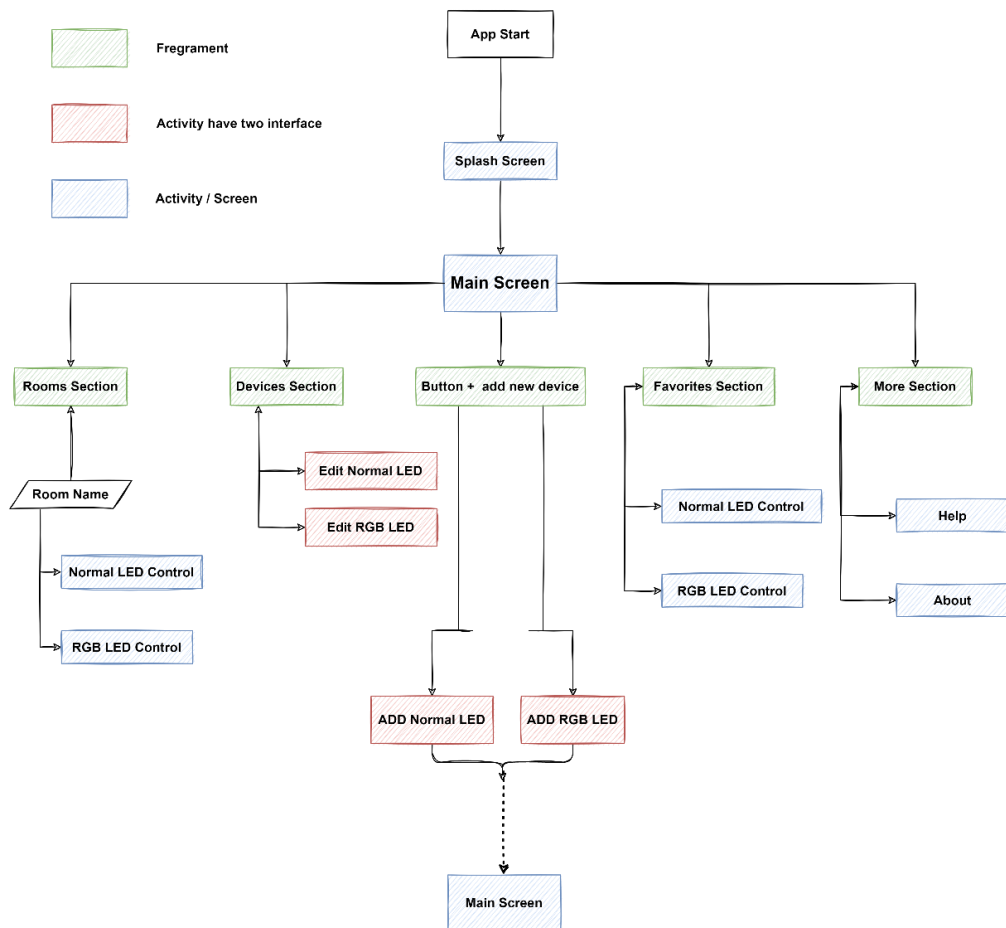 App Start
Fregrament
Activity have two interface
Splash Screen
Activity / Screen
Main Screen
Rooms Section
Devices Section
Button +  add new device
Favorites Section
More Section
Edit Normal LED
Room Name
Normal LED Control
Help
Edit RGB LED
Normal LED Control
RGB LED Control
About
RGB LED Control
ADD Normal LED
ADD RGB LED
Main Screen